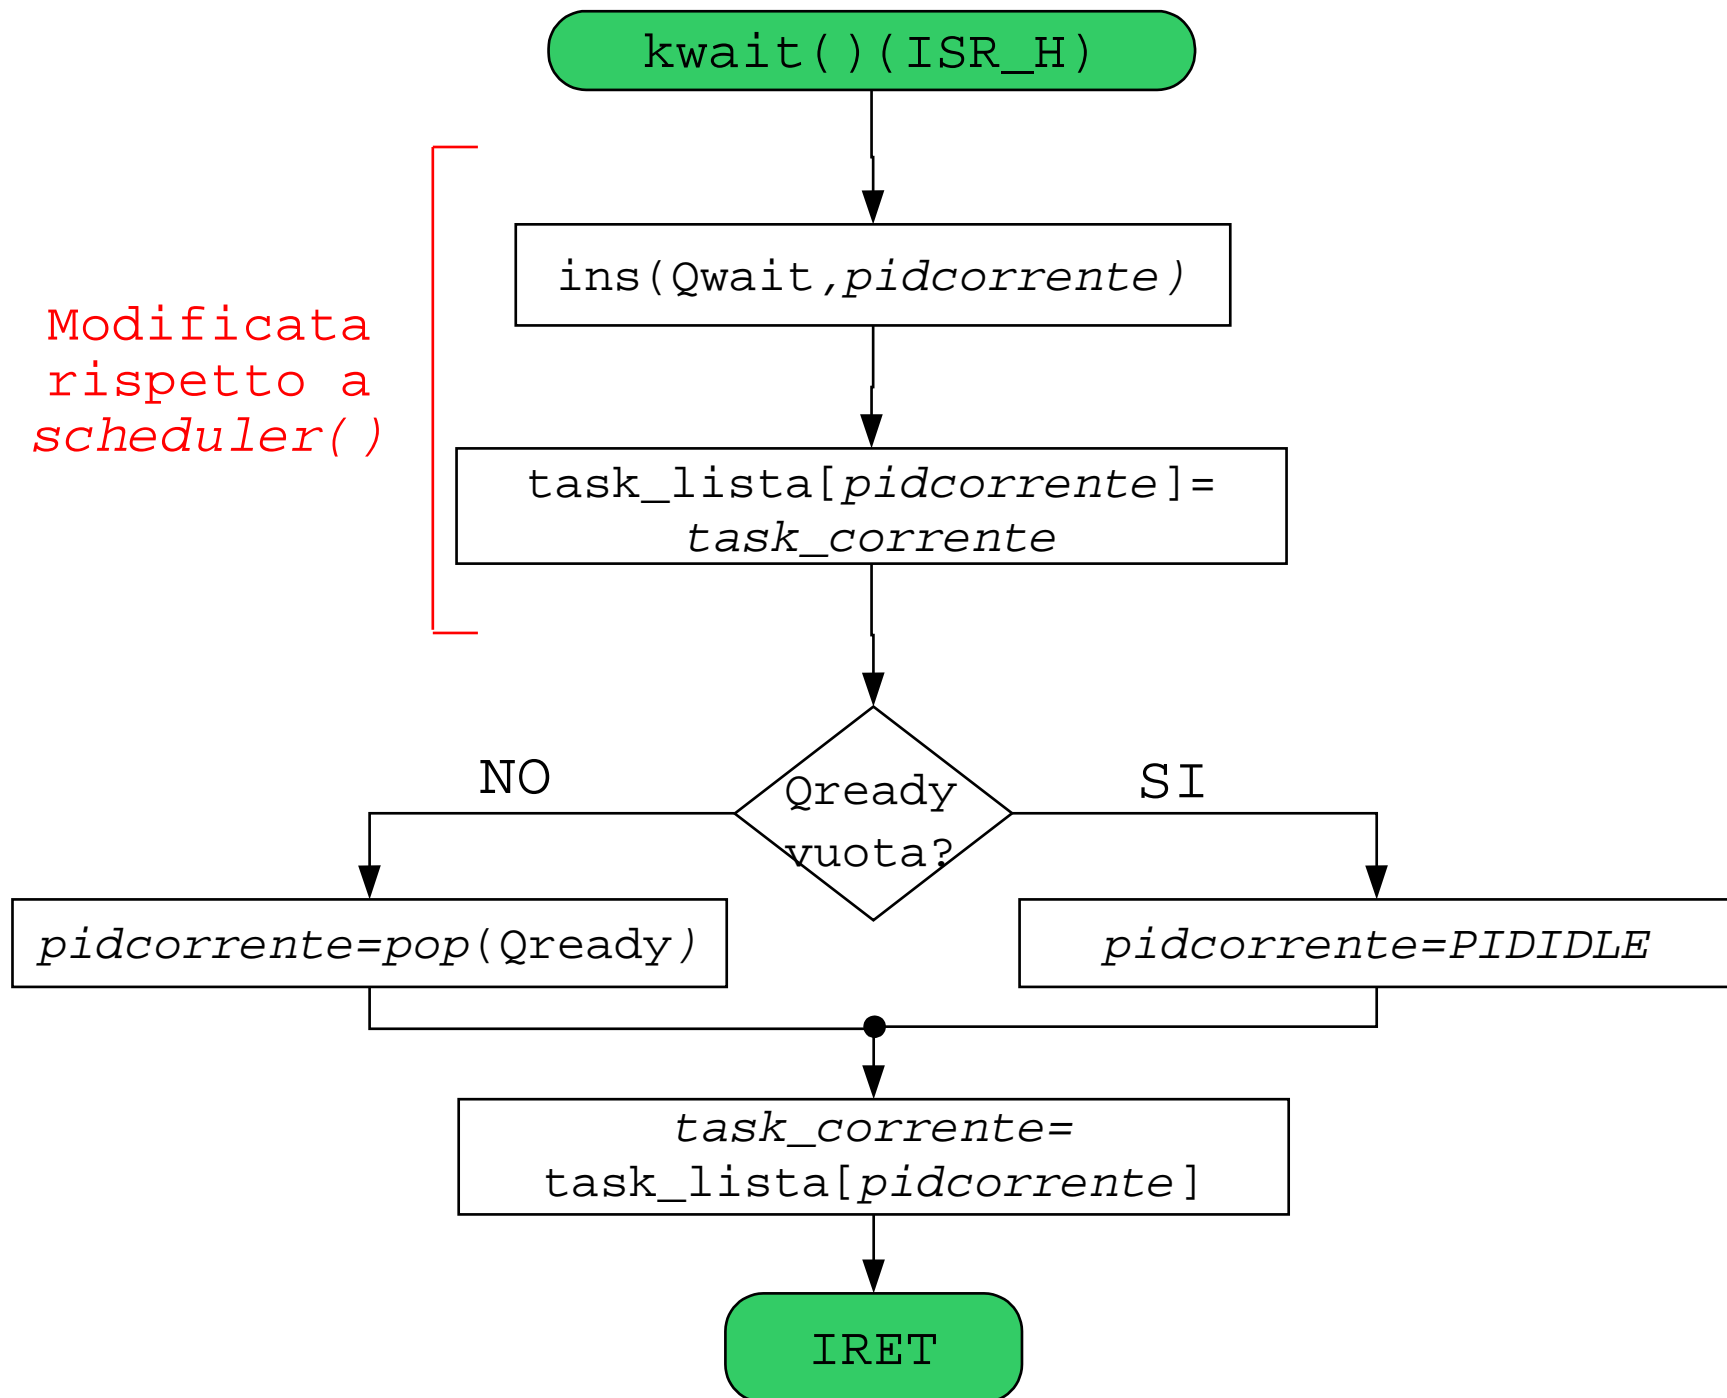 kwait()(ISR_H)
ins(Qwait,pidcorrente)
Modificata
rispetto a
scheduler()
task_lista[pidcorrente]=
task_corrente
NO
SI
Qready
vuota?
pidcorrente=pop(Qready)
pidcorrente=PIDIDLE
task_corrente=
task_lista[pidcorrente]
IRET